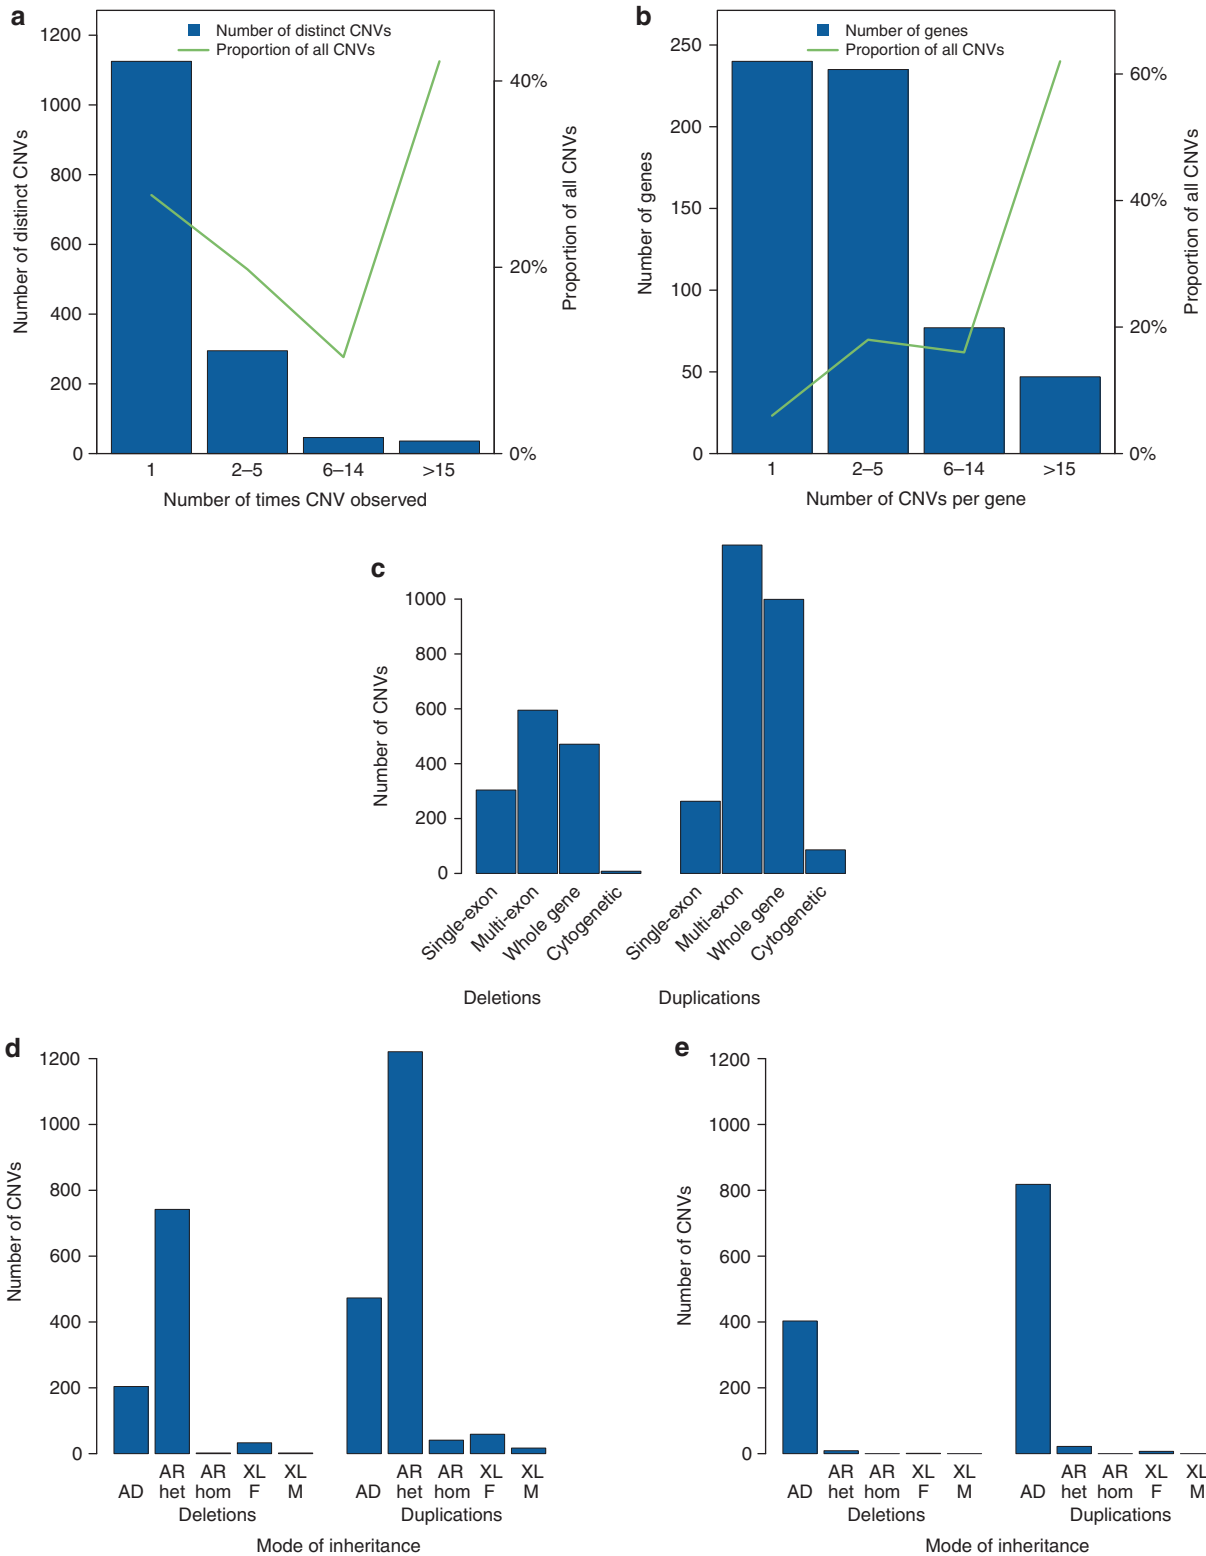 a
Number of distinct CNVs
Proportion of all CNVs
1200
1000
800
600
400
200
0
40%
20%
0%
Number of distinct CNVs
Proportion of all CNVs
1 2–5 6–14 >15
Number of times CNV observed
b
Number of genes
Proportion of all CNVs
250
200
150
100
50
0
60%
40%
20%
0%
Number of genes
Proportion of all CNVs
1 2–5 6–14 >15
Number of CNVs per gene
c
1000
800
600
400
200
0
Number of CNVs
Single-exon
Multi-exon
Whole gene
Cytogenetic
Single-exon
Multi-exon
Whole gene
Cytogenetic
Deletions Duplications
d
1200
1000
800
600
400
200
0
Number of CNVs
AR AR XL XL AR AR XL XL
AD het hom F M AD het hom F M
Deletions Duplications
Mode of inheritance
e
1200
1000
800
600
400
200
0
Number of CNVs
AR AR XL XL AR AR XL XL
AD het hom F M AD het hom F M
Deletions Duplications
Mode of inheritance